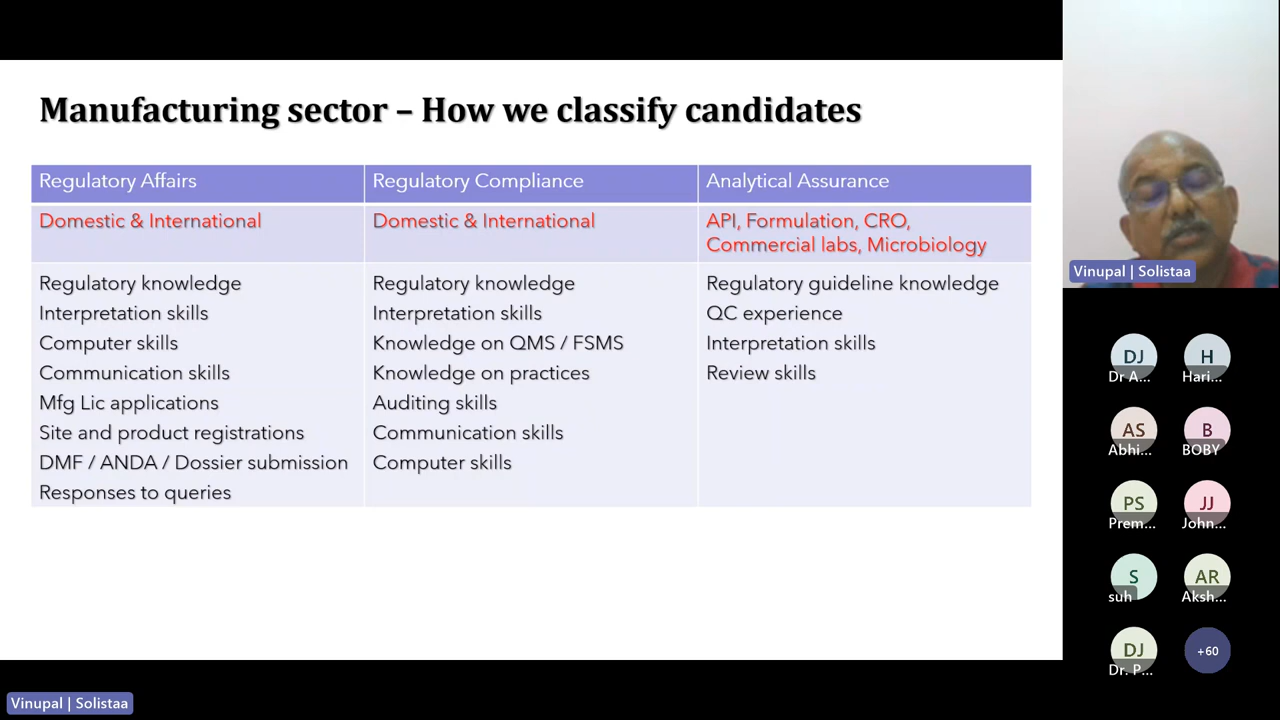 Manufacturing sector – How we classify candidates
Regulatory Affairs
Regulatory Compliance
Analytical Assurance
Domestic & International
Domestic & International
API, Formulation, CRO,
Commercial labs, Microbiology
Regulatory knowledge
Interpretation skills
Computer skills
Communication skills
Mfg Lic applications
Site and product registrations
DMF / ANDA / Dossier submission
Responses to queries
Regulatory knowledge
Interpretation skills
Knowledge on QMS / FSMS
Knowledge on practices
Auditing skills
Communication skills
Computer skills
Regulatory guideline knowledge
QC experience
Interpretation skills
Review skills
Vinupal | Solistaa
DJ
Dr A...
H
Hari...
AS
Abhi...
B
BOBY
PS
Prem...
JJ
John...
S
suh
AR
Aksh...
DJ
Dr. P...
+60
Vinupal | Solistaa